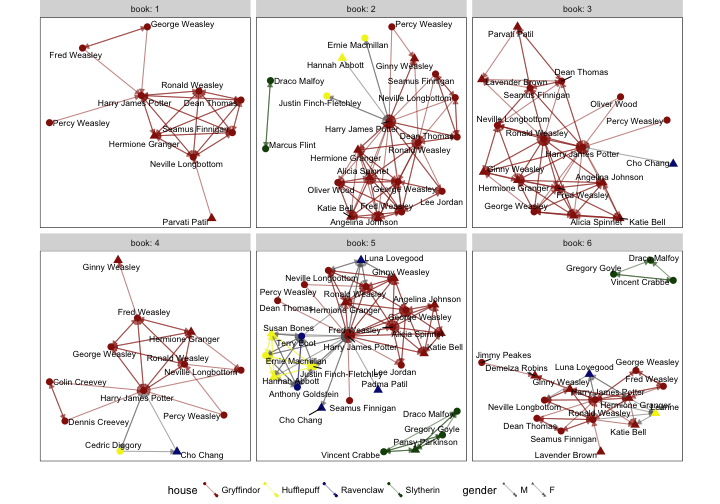 book: 1
George Weasley
Fred Weasley
Ronald Weasley
Harry James Potter
Dean Thomas
Percy Weasley
Seamus Finnigan
Hermione Granger
Neville Longbottom
Parvati Patil
book: 2
Percy Weasley
Ernie Macmillan
Hannah Abbott
Ginny Weasley
Draco Malfoy
Seamus Finnigan
Justin Finch-Fletchley
Neville Longbottom
Harry James Potter
Dean Thomas
Marcus Flint
Ronald Weasley
Hermione Granger
Alicia Spinnet
Oliver Wood
George Weasley
Lee Jordan
Katie Bell
Fred Weasley
Angelina Johnson
book: 3
Parvati Patil
Dean Thomas
Lavender Brown
Seamus Finnigan
Oliver Wood
Neville Longbottom
Percy Weasley
Ronald Weasley
Harry James Potter
Cho Chang
Ginny Weasley
Angelina Johnson
Hermione Granger
Fred Weasley
George Weasley
Alicia Spinnet
Katie Bell
book: 4
Ginny Weasley
Fred Weasley
Hermione Granger
George Weasley
Ronald Weasley
Neville Longbottom
Colin Creevey
Harry James Potter
Percy Weasley
Dennis Creevey
Cedric Diggory
Cho Chang
book: 5
Luna Lovegood
Neville Longbottom
Ginny Weasley
Percy Weasley
Ronald Weasley
Dean Thomas
Hermione Granger
Angelina Johnson
George Weasley
Susan Bones
Fred Weasley
Alicia Spinnet
Terry Boot
Harry James Potter
Katie Bell
Ernie Macmillan
Justin Finch-Fletchley
Lee Jordan
Hannah Abbott
Padma Patil
Anthony Goldstein
Seamus Finnigan
Cho Chang
Draco Malfoy
Gregory Goyle
Pansy Parkinson
Vincent Crabbe
book: 6
Draco Malfoy
Gregory Goyle
Vincent Crabbe
Jimmy Peakes
Demelza Robins
Luna Lovegood
George Weasley
Ginny Weasley
Fred Weasley
Harry James Potter
Neville Longbottom
Hermione Granger
Ronald Weasley
Dean Thomas
Katie Bell
Seamus Finnigan
Lavender Brown
house Gryffindor Hufflepuff Ravenclaw Slytherin gender M F